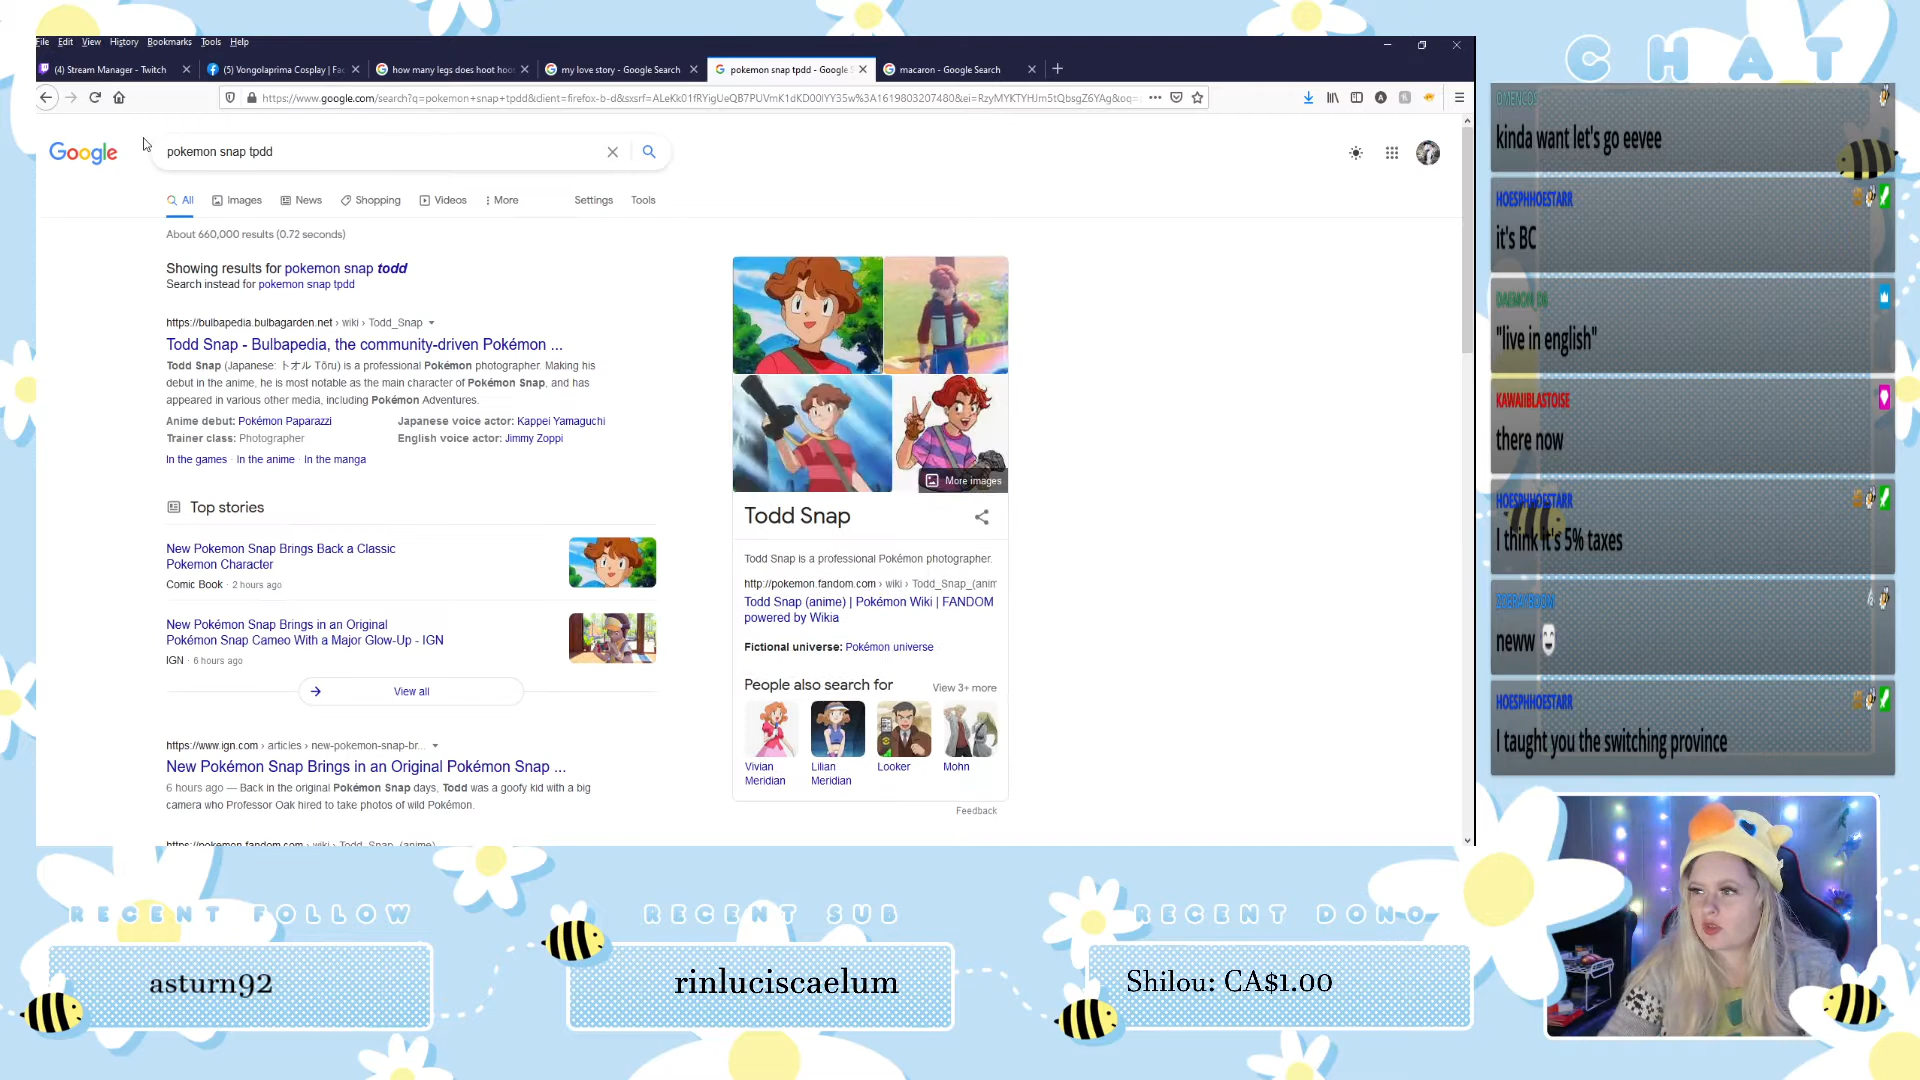 File Edit View History Bookmarks Tools Help
(4) Stream Manager - Twitch
(5) Vongolaprima Cosplay | Fac
how many legs does hoot hoo
my love story - Google Search
pokemon snap tpdd - Google S
macaron - Google Search
Google
pokemon snap tpdd
All Images News Shopping Videos More Settings Tools
About 660,000 results (0.72 seconds)
Showing results for pokemon snap todd
Search instead for pokemon snap tpdd
https://bulbapedia.bulbagarden.net › wiki › Todd_Snap
Todd Snap - Bulbapedia, the community-driven Pokémon ...
Todd Snap (Japanese: トオル Tōru) is a professional Pokémon photographer. Making his
debut in the anime, he is most notable as the main character of Pokémon Snap, and has
appeared in various other media, including Pokémon Adventures.
Anime debut: Pokémon Paparazzi
Japanese voice actor: Kappei Yamaguchi
Trainer class: Photographer
English voice actor: Jimmy Zoppi
In the games · In the anime · In the manga
Top stories
New Pokemon Snap Brings Back a Classic
Pokemon Character
Comic Book · 2 hours ago
New Pokemon Snap Brings in an Original
Pokémon Snap Cameo With a Major Glow-Up - IGN
IGN · 6 hours ago
View all
https://www.ign.com › articles › new-pokemon-snap-br...
New Pokémon Snap Brings in an Original Pokémon Snap ...
6 hours ago — Back in the original Pokémon Snap days, Todd was a goofy kid with a big
camera who Professor Oak hired to take photos of wild Pokémon.
https://pokemon.fandom.com › wiki › Todd_Snap_(anime)
More images
Todd Snap
Todd Snap is a professional Pokémon photographer.
http://pokemon.fandom.com › wiki › Todd_Snap_(anim
Todd Snap (anime) | Pokémon Wiki | FANDOM
powered by Wikia
Fictional universe: Pokémon universe
People also search for
View 3+ more
Vivian Meridian
Lilian Meridian
Looker
Mohn
Feedback
CHAT
kinda want let's go eevee
HOESPHHOESTARR
it's BC
"live in english"
KAWAIIBLASTOISE
there now
HOESPHHOESTARR
I think it's 5% taxes
neww
HOESPHHOESTARR
I taught you the switching province
RECENT FOLLOW
asturn92
RECENT SUB
rinluciscaelum
RECENT DONO
Shilou: CA$1.00